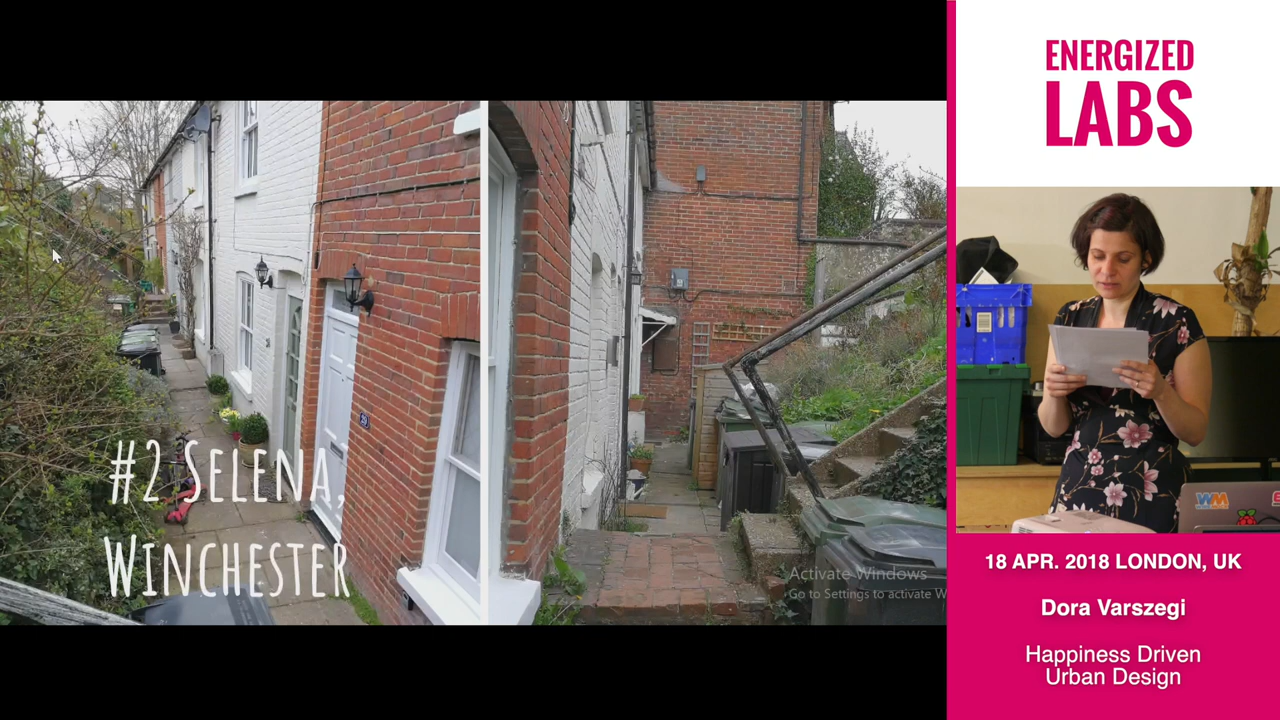 #2 SELENA,
WINCHESTER
Activate Windows
Go to Settings to activate W
ENERGIZED
LABS
WM
18 APR. 2018 LONDON, UK
Dora Varszegi
Happiness Driven
Urban Design